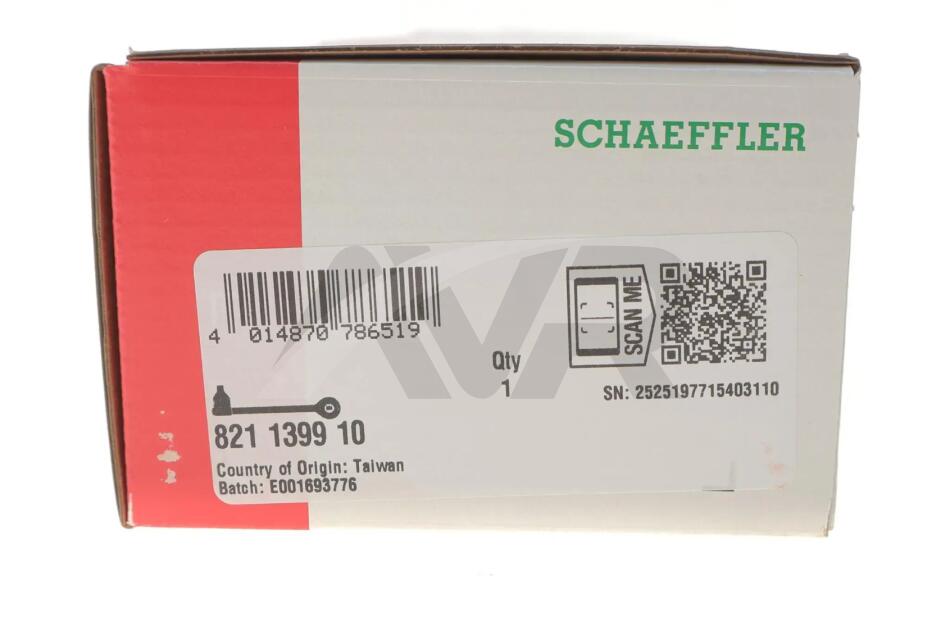 SCHAEFFLER
4 014870 786519
SCAN ME
Qty
1
SN: 2525197715403110
821 1399 10
Country of Origin: Taiwan
Batch: E001693776
AVR